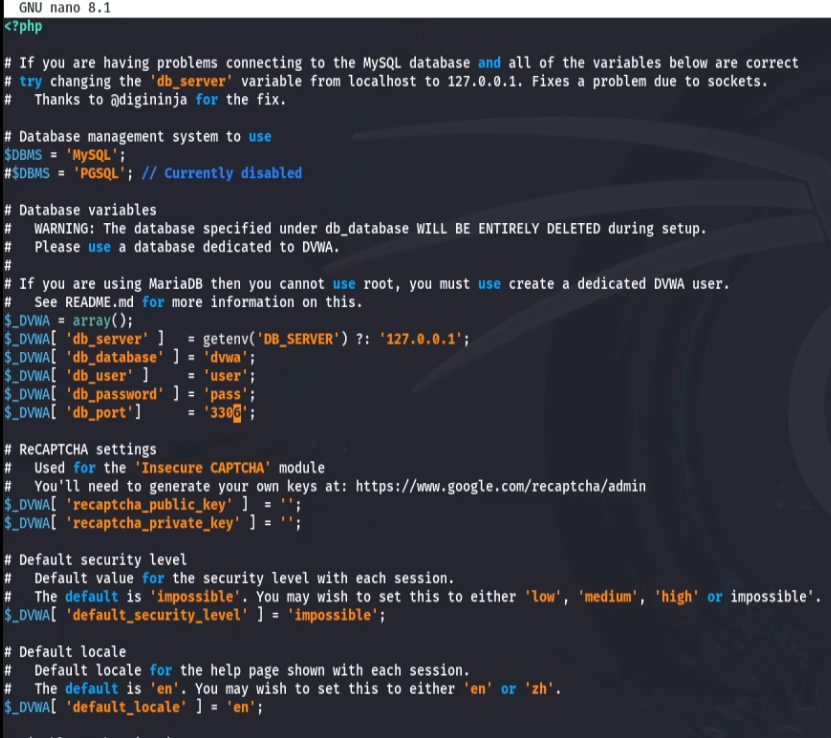 GNU nano 8.1
<?php

# If you are having problems connecting to the MySQL database and all of the variables below are correct
# try changing the 'db_server' variable from localhost to 127.0.0.1. Fixes a problem due to sockets.
#   Thanks to @digininja for the fix.

# Database management system to use
$DBMS = 'MySQL';
#$DBMS = 'PGSQL'; // Currently disabled

# Database variables
#   WARNING: The database specified under db_database WILL BE ENTIRELY DELETED during setup.
#   Please use a database dedicated to DVWA.
#
# If you are using MariaDB then you cannot use root, you must use create a dedicated DVWA user.
#   See README.md for more information on this.
$_DVWA = array();
$_DVWA[ 'db_server' ]   = getenv('DB_SERVER') ?: '127.0.0.1';
$_DVWA[ 'db_database' ] = 'dvwa';
$_DVWA[ 'db_user' ]     = 'user';
$_DVWA[ 'db_password' ] = 'pass';
$_DVWA[ 'db_port']      = '3306';

# ReCAPTCHA settings
#   Used for the 'Insecure CAPTCHA' module
#   You'll need to generate your own keys at: https://www.google.com/recaptcha/admin
$_DVWA[ 'recaptcha_public_key' ]  = '';
$_DVWA[ 'recaptcha_private_key' ] = '';

# Default security level
#   Default value for the security level with each session.
#   The default is 'impossible'. You may wish to set this to either 'low', 'medium', 'high' or impossible'.
$_DVWA[ 'default_security_level' ] = 'impossible';

# Default locale
#   Default locale for the help page shown with each session.
#   The default is 'en'. You may wish to set this to either 'en' or 'zh'.
$_DVWA[ 'default_locale' ] = 'en';